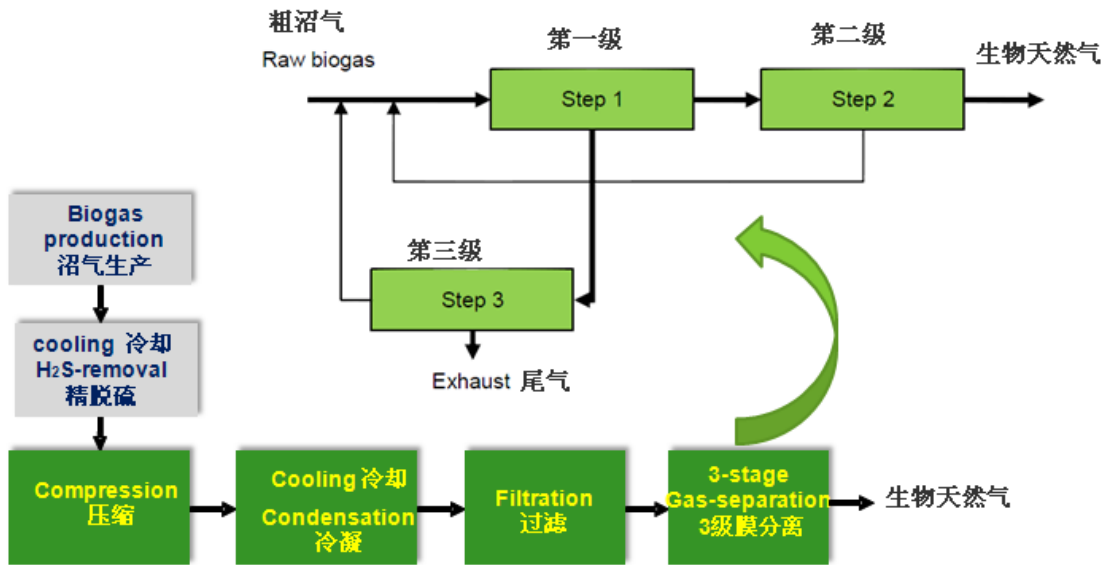 粗沼气
Raw biogas
第一级
第二级
生物天然气
Step 1
Step 2
第三级
Step 3
Exhaust 尾气
Biogas
production
沼气生产
cooling 冷却
H₂S-removal
精脱硫
Compression
压缩
Cooling 冷却
Condensation
冷凝
Filtration
过滤
3-stage
Gas-separation
3级膜分离
生物天然气